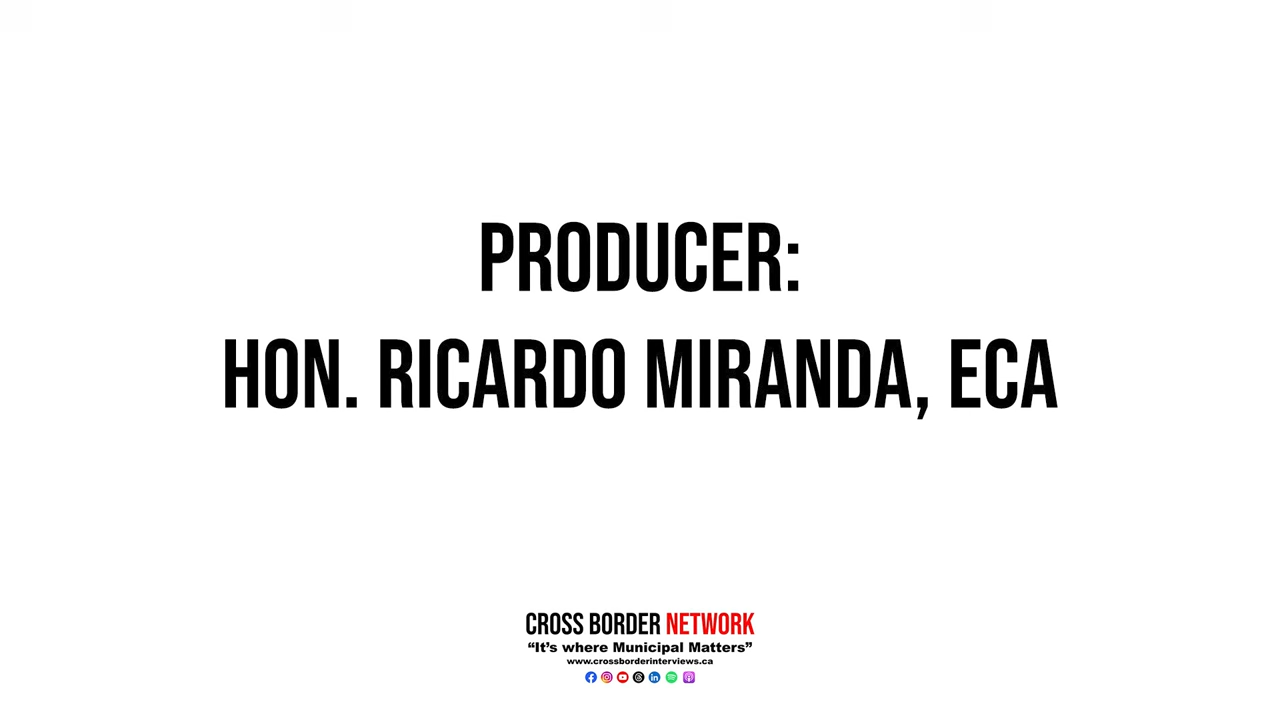 PRODUCER:
HON. RICARDO MIRANDA, ECA
CROSS BORDER NETWORK
“It’s where Municipal Matters”
www.crossborderinterviews.ca